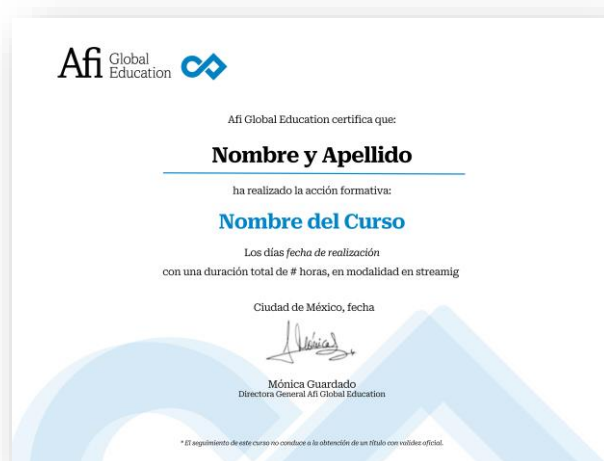 Afi Global
Education
Afi Global Education certifica que:
Nombre y Apellido
ha realizado la acción formativa:
Nombre del Curso
Los días fecha de realización
con una duración total de # horas, en modalidad en streamig
Ciudad de México, fecha
Mónica
Mónica Guardado
Directora General Afi Global Education
* El seguimiento de este curso no conduce a la obtención de un título con validez oficial.